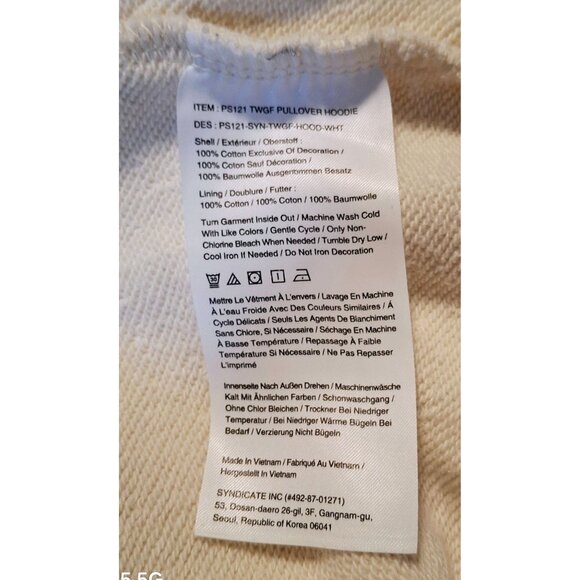 ITEM : PS121 TWGF PULLOVER HOODIE
DES : PS121-SYN-TWGF-HOOD-WHT
Shell / Extérieur / Oberstoff :
100% Cotton Exclusive Of Decoration /
100% Coton Sauf Décoration /
100% Baumwolle Ausgenommen Besatz
Lining / Doublure / Futter :
100% Cotton / 100% Coton / 100% Baumwolle
Turn Garment Inside Out / Machine Wash Cold
With Like Colors / Gentle Cycle / Only Non-
Chlorine Bleach When Needed / Tumble Dry Low /
Cool Iron If Needed / Do Not Iron Decoration
30
Mettre Le Vêtment À L'envers / Lavage En Machine
À L'eau Froide Avec Des Couleurs Similaires / À
Cycle Délicats / Seuls Les Agents De Blanchiment
Sans Chlore, Si Nécessaire / Séchage En Machine
À Basse Température / Repassage À Faible
Température Si Nécessaire / Ne Pas Repasser
L'imprimé
Innenseite Nach Außen Drehen / Maschinenwäsche
Kalt Mit Ähnlichen Farben / Schonwaschgang /
Ohne Chlor Bleichen / Trockner Bei Niedriger
Temperatur / Bei Niedriger Wärme Bügeln Bei
Bedarf / Verzierung Nicht Bügeln
Made In Vietnam / Fabriqué Au Vietnam /
Hergestellt In Vietnam
SYNDICATE INC (#492-87-01271)
53, Dosan-daero 26-gil, 3F, Gangnam-gu,
Seoul, Republic of Korea 06041